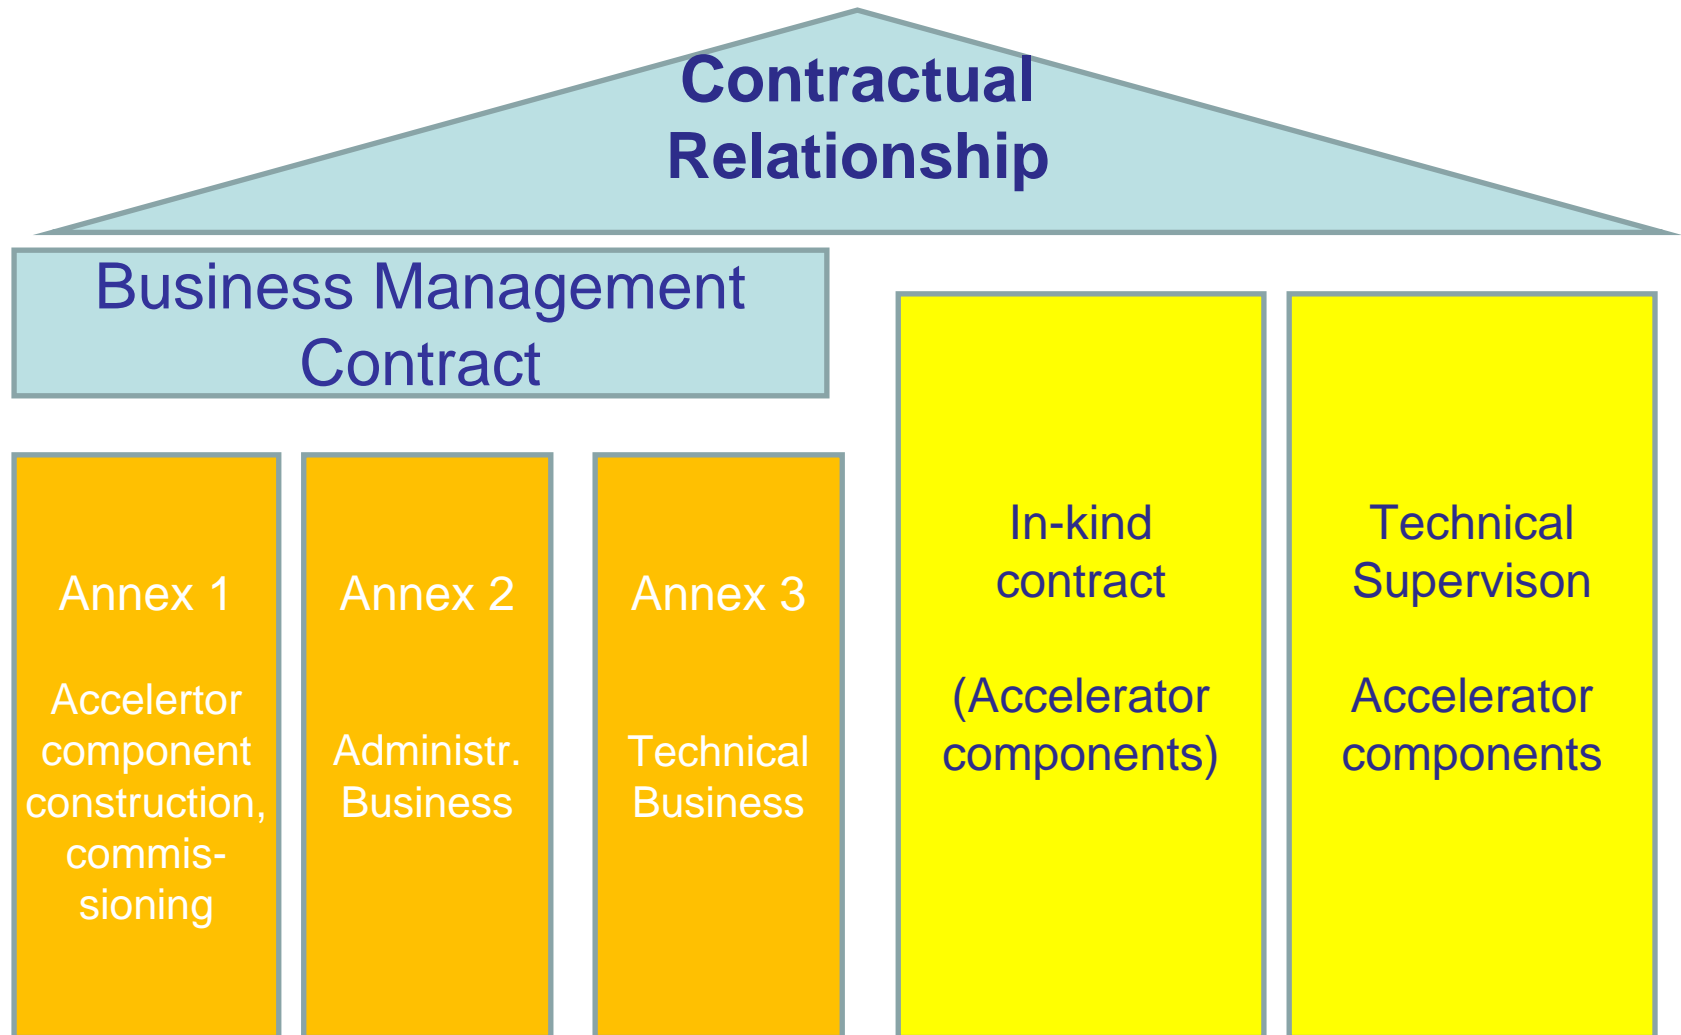 Contractual
Relationship
Business Management
Contract
Annex 1
Accelertor
component
construction,
commis-
sioning
Annex 2
Administr.
Business
Annex 3
Technical
Business
In-kind
contract
(Accelerator
components)
Technical
Supervison
Accelerator
components